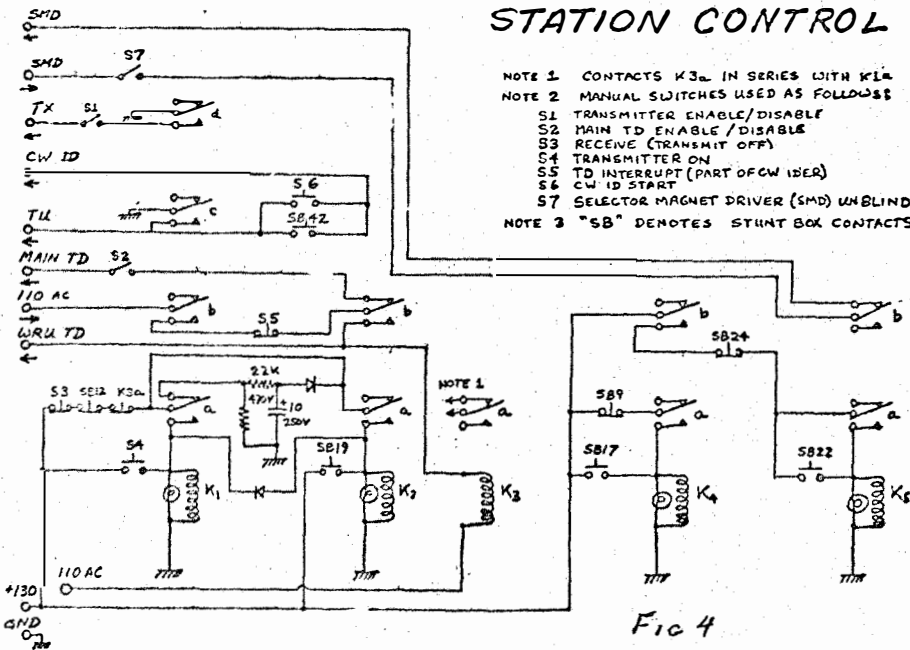 STATION CONTROL
NOTE 1 CONTACTS K3a IN SERIES WITH K1a
NOTE 2 MANUAL SWITCHES USED AS FOLLOWS:
S1 TRANSMITTER ENABLE/DISABLE
S2 MAIN TD ENABLE/DISABLE
S3 RECEIVE (TRANSMIT OFF)
S4 TRANSMITTER ON
S5 TD INTERRUPT (PART OF CW IDER)
S6 CW ID START
S7 SELECTOR MAGNET DRIVER (SMD) UNBLIND
NOTE 3 "SB" DENOTES STUNT BOX CONTACTS
SMD
SMD
S7
TX
S1
d
CW ID
S6
SB42
c
TU
MAIN TD
S2
110 AC
b
S5
b
b
b
WRU TD
SB24
22K
470V
+10
250V
NOTE 1
S3
SB12
K3a
a
a
a
SB9
a
a
S4
SB19
SB17
SB22
K1
K2
K3
K4
K5
110 AC
+130
GND
FIG 4